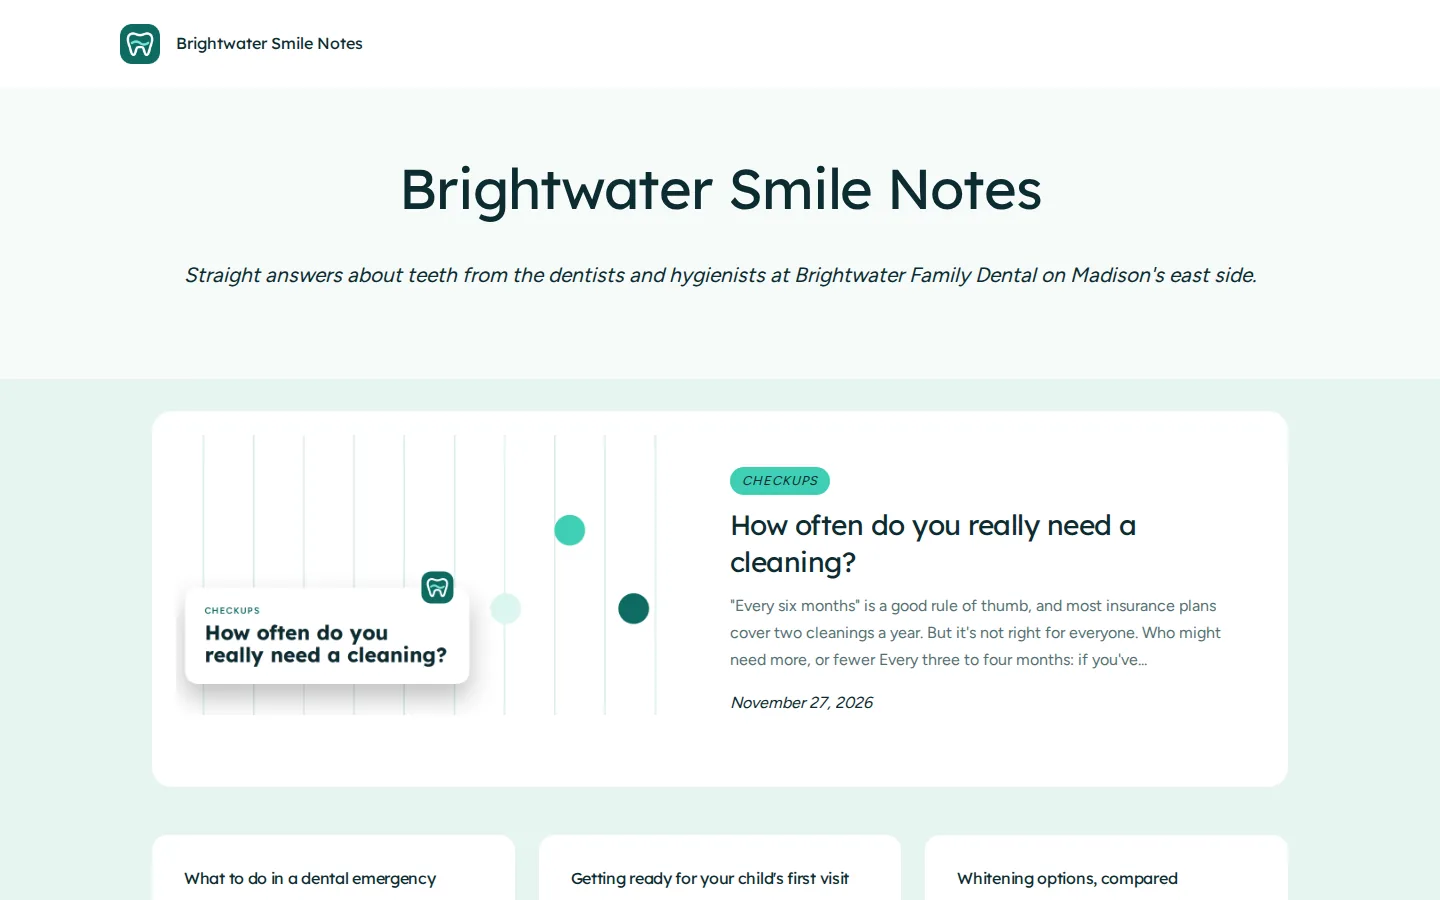 Brightwater Smile Notes
Brightwater Smile Notes
Straight answers about teeth from the dentists and hygienists at Brightwater Family Dental on Madison's east side.
CHECKUPS
How often do you
really need a cleaning?
CHECKUPS
How often do you really need a
cleaning?
"Every six months" is a good rule of thumb, and most insurance plans
cover two cleanings a year. But it's not right for everyone. Who might
need more, or fewer Every three to four months: if you've...
November 27, 2026
What to do in a dental emergency
Getting ready for your child's first visit
Whitening options, compared